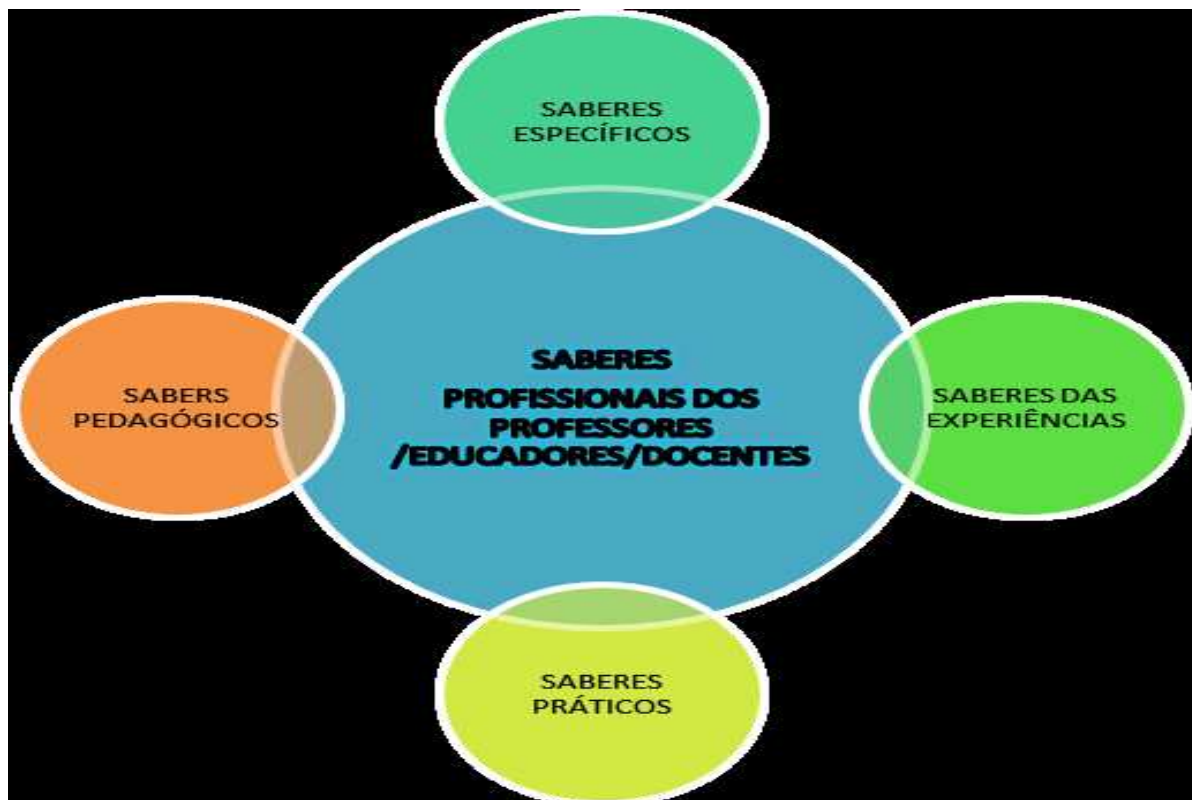 SABERES
ESPECÍFICOS
SABERS
PEDAGÓGICOS
SABERES
PROFISSIONAIS DOS
PROFESSORES
/EDUCADORES/DOCENTES
SABERES DAS
EXPERIÊNCIAS
SABERES
PRÁTICOS